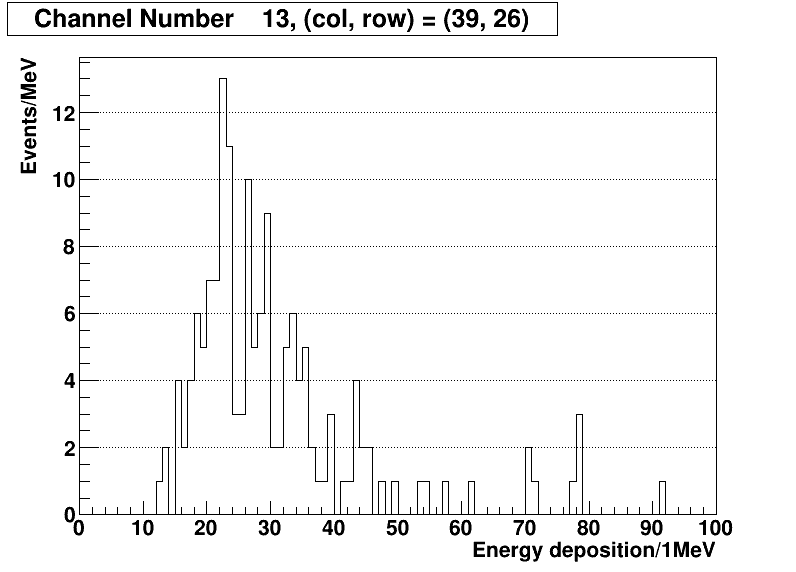 Channel Number 13, (col, row) = (39, 26)
Events/MeV
12
10
8
6
4
2
0
0 10 20 30 40 50 60 70 80 90 100
Energy deposition/1MeV